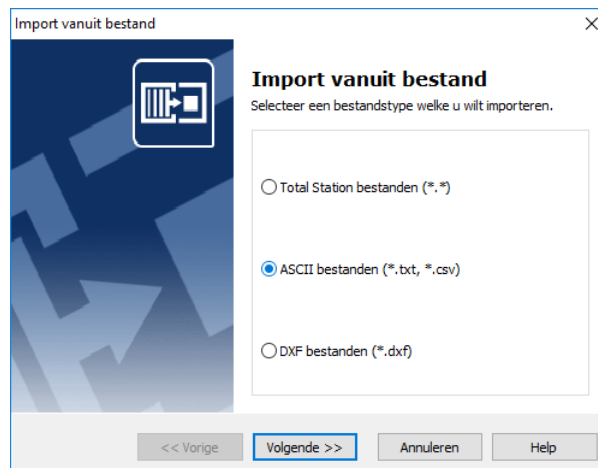 Import vanuit bestand
Import vanuit bestand
Selecteer een bestandstype welke u wilt importeren.
Total Station bestanden (*.*)
ASCII bestanden (*.txt, *.csv)
DXF bestanden (*.dxf)
<< Vorige Volgende >> Annuleren Help